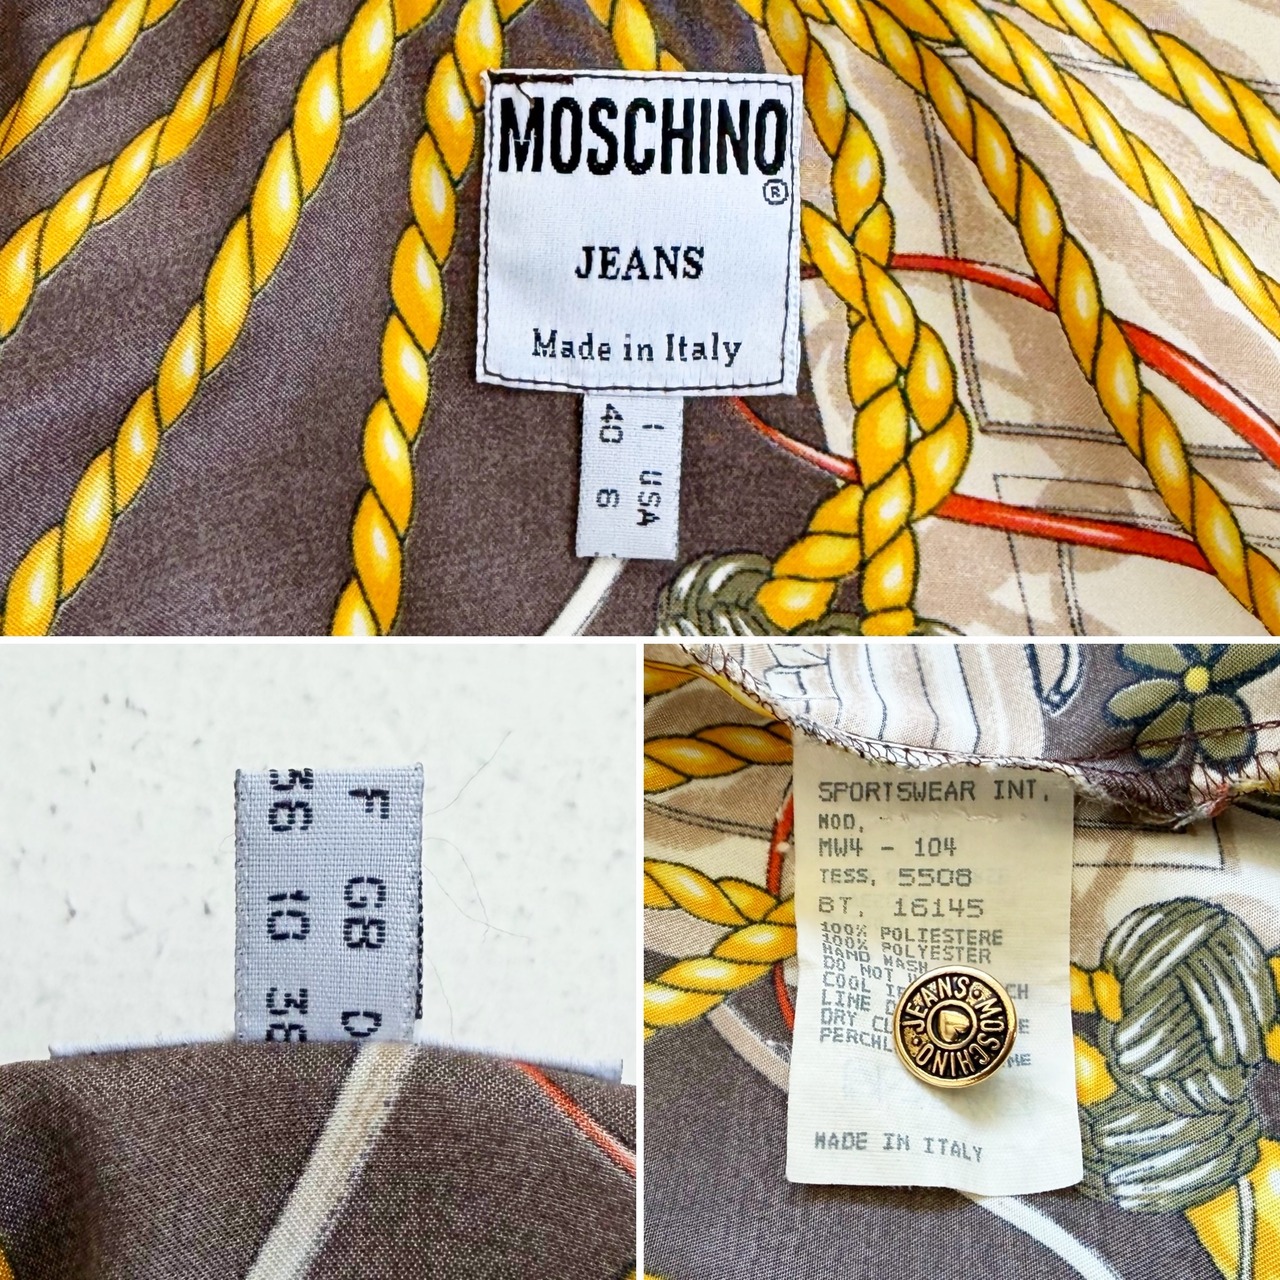 MOSCHINO
®
JEANS
Made in Italy
I USA
40 6
F GB D
38 10 36
SPORTSWEAR INT.
MOD.
MW4 - 104
TESS. 5508
BT. 16145
100% POLIESTERE
100% POLYESTER
HAND WASH
DO NOT
COOL
LINE
DRY
JEANS MOSCHINO
MADE IN ITALY